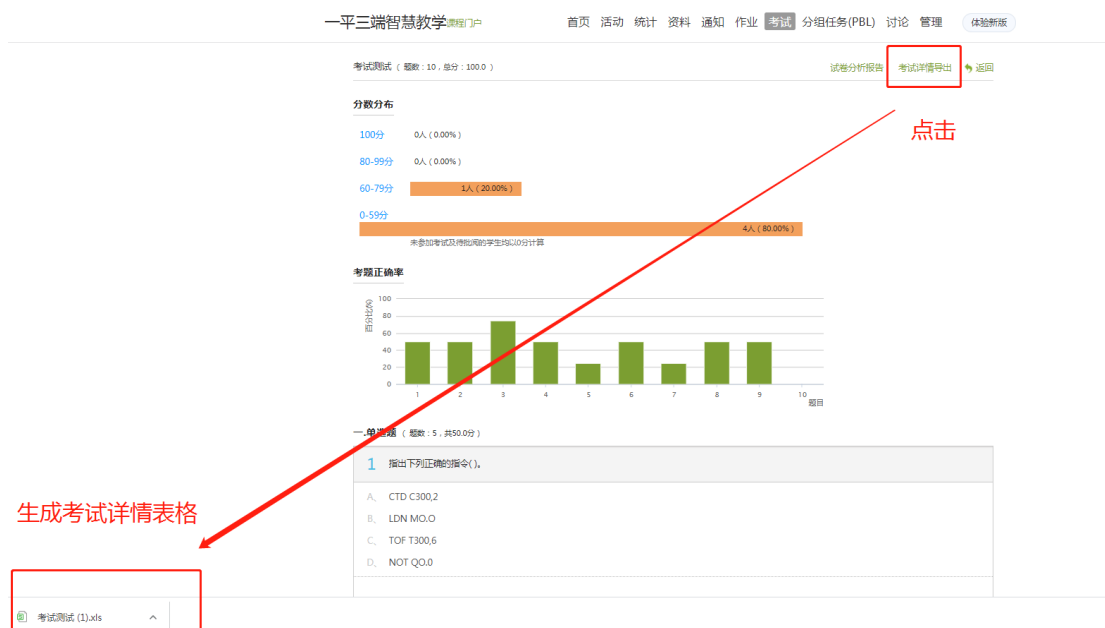 一平三端智慧教学课程门户 首页 活动 统计 资料 通知 作业 考试 分组任务(PBL) 讨论 管理 体验新版
考试测试（ 题数：10，总分：100.0 ） 试卷分析报告 考试详情导出 返回
点击
分数分布
100分 0人（0.00%）
80-99分 0人（0.00%）
60-79分 1人（20.00%）
0-59分
4人（80.00%）
未参加考试及待批阅的学生均以0分计算
考题正确率
百分比(%)
100
80
60
40
20
0
1 2 3 4 5 6 7 8 9 10
题目
一.单选题（ 题数：5，共50.0分）
1 指出下列正确的指令( )。
A、 CTD C300,2
B、 LDN MO.O
C、 TOF T300,6
D、 NOT QO.0
生成考试详情表格
考试测试 (1).xls